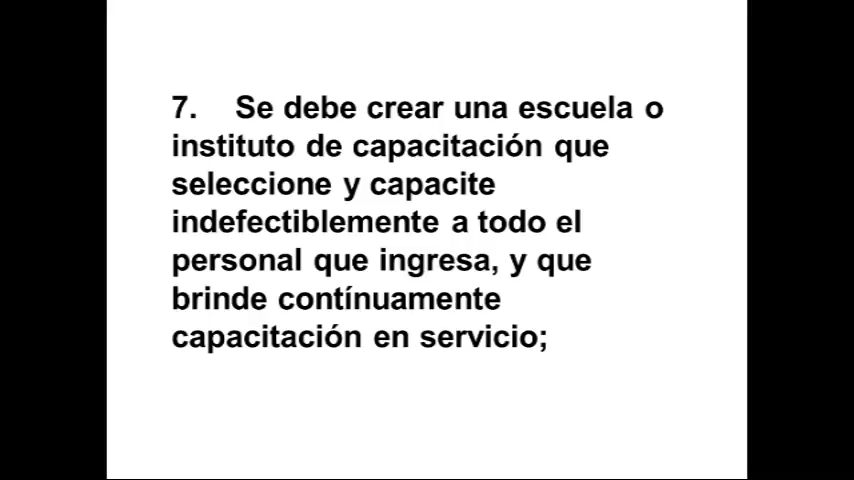 7. Se debe crear una escuela o
instituto de capacitación que
seleccione y capacite
indefectiblemente a todo el
personal que ingresa, y que
brinde contínuamente
capacitación en servicio;